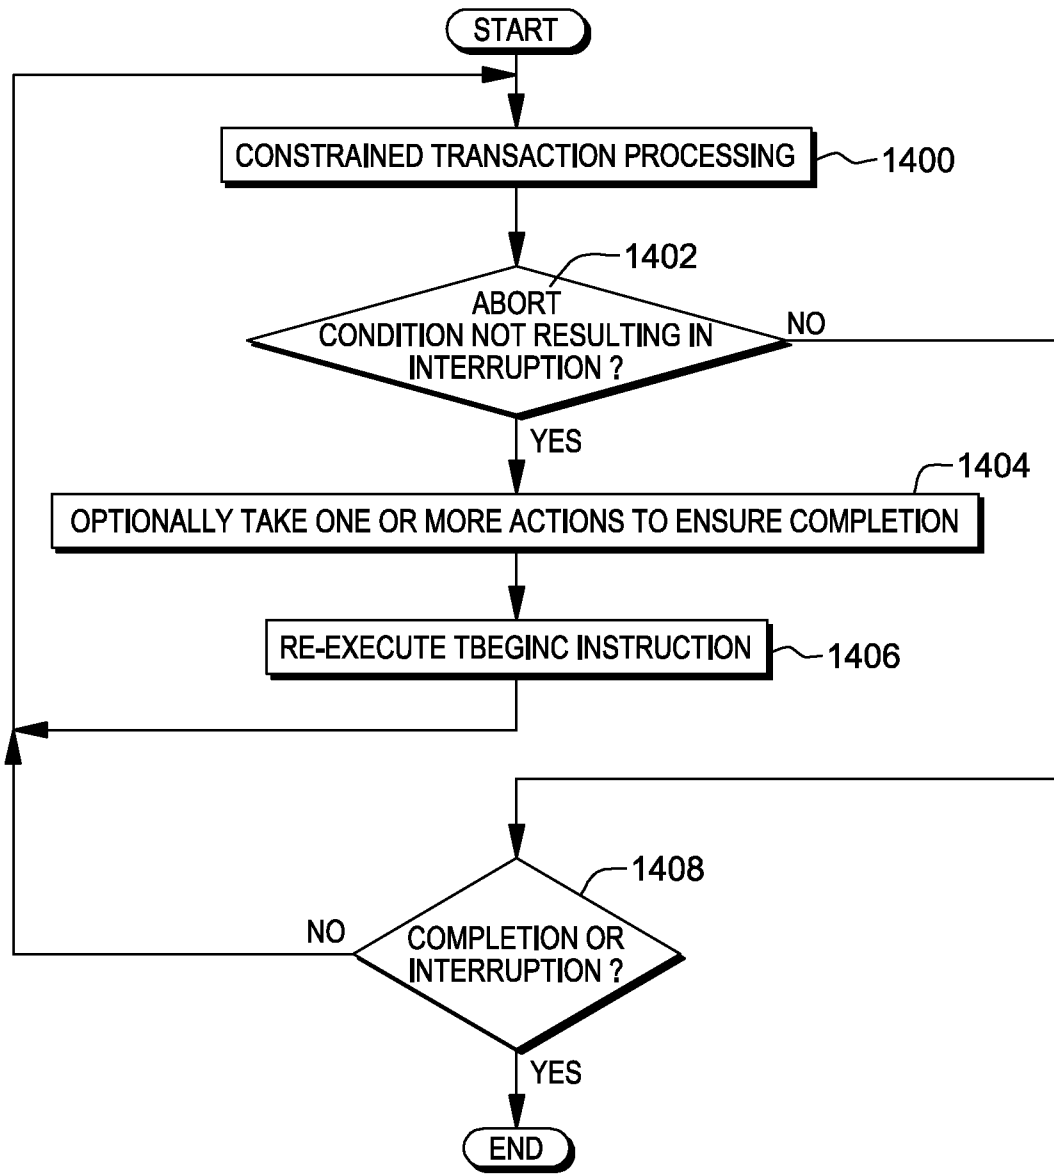 START
CONSTRAINED TRANSACTION PROCESSING
1400
1402
ABORT
CONDITION NOT RESULTING IN
INTERRUPTION ?
NO
YES
1404
OPTIONALLY TAKE ONE OR MORE ACTIONS TO ENSURE COMPLETION
RE-EXECUTE TBEGINC INSTRUCTION
1406
1408
NO
COMPLETION OR
INTERRUPTION ?
YES
END